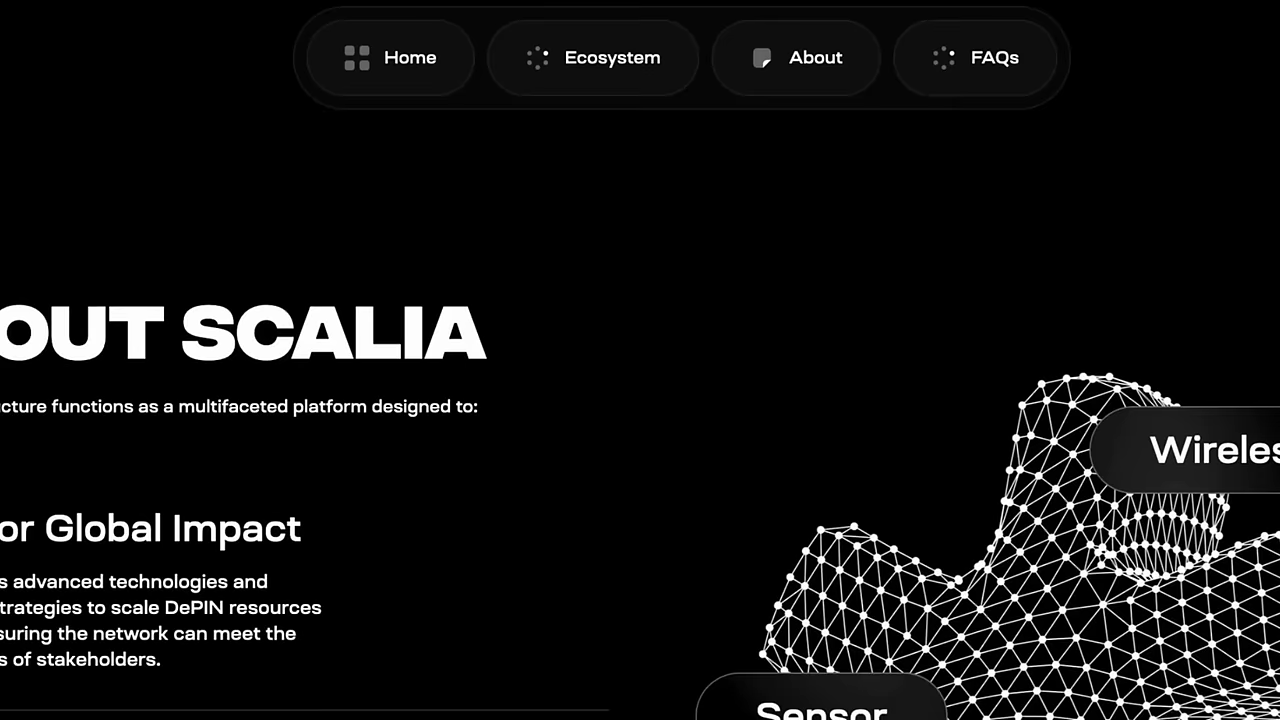 Home
Ecosystem
About
FAQs
OUT SCALIA
cture functions as a multifaceted platform designed to:
or Global Impact
s advanced technologies and
trategies to scale DePIN resources
suring the network can meet the
s of stakeholders.
Wireles
Sensor